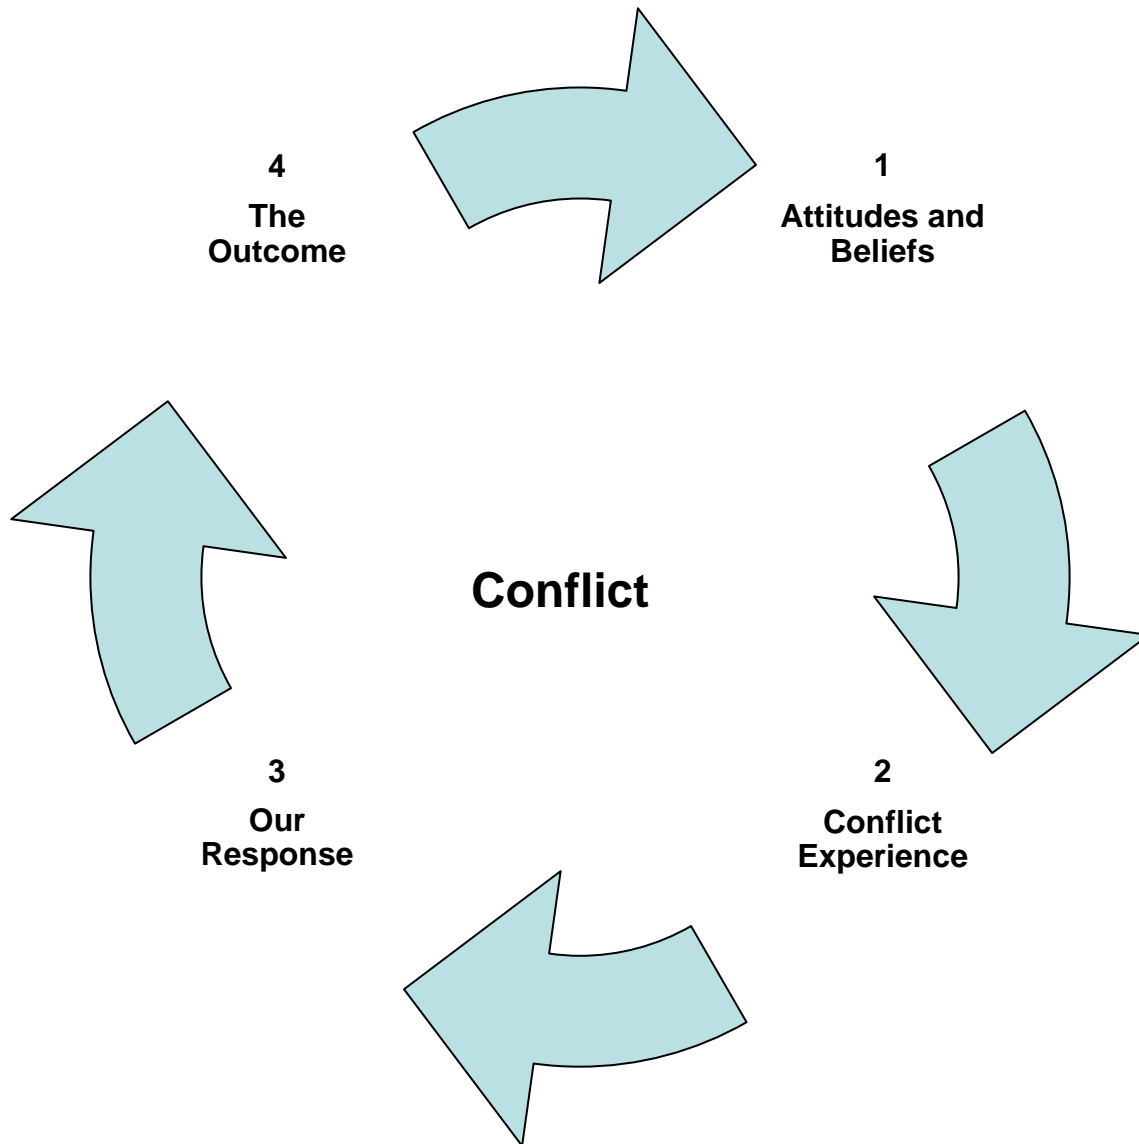 4
The
Outcome
1
Attitudes and
Beliefs
Conflict
3
Our
Response
2
Conflict
Experience